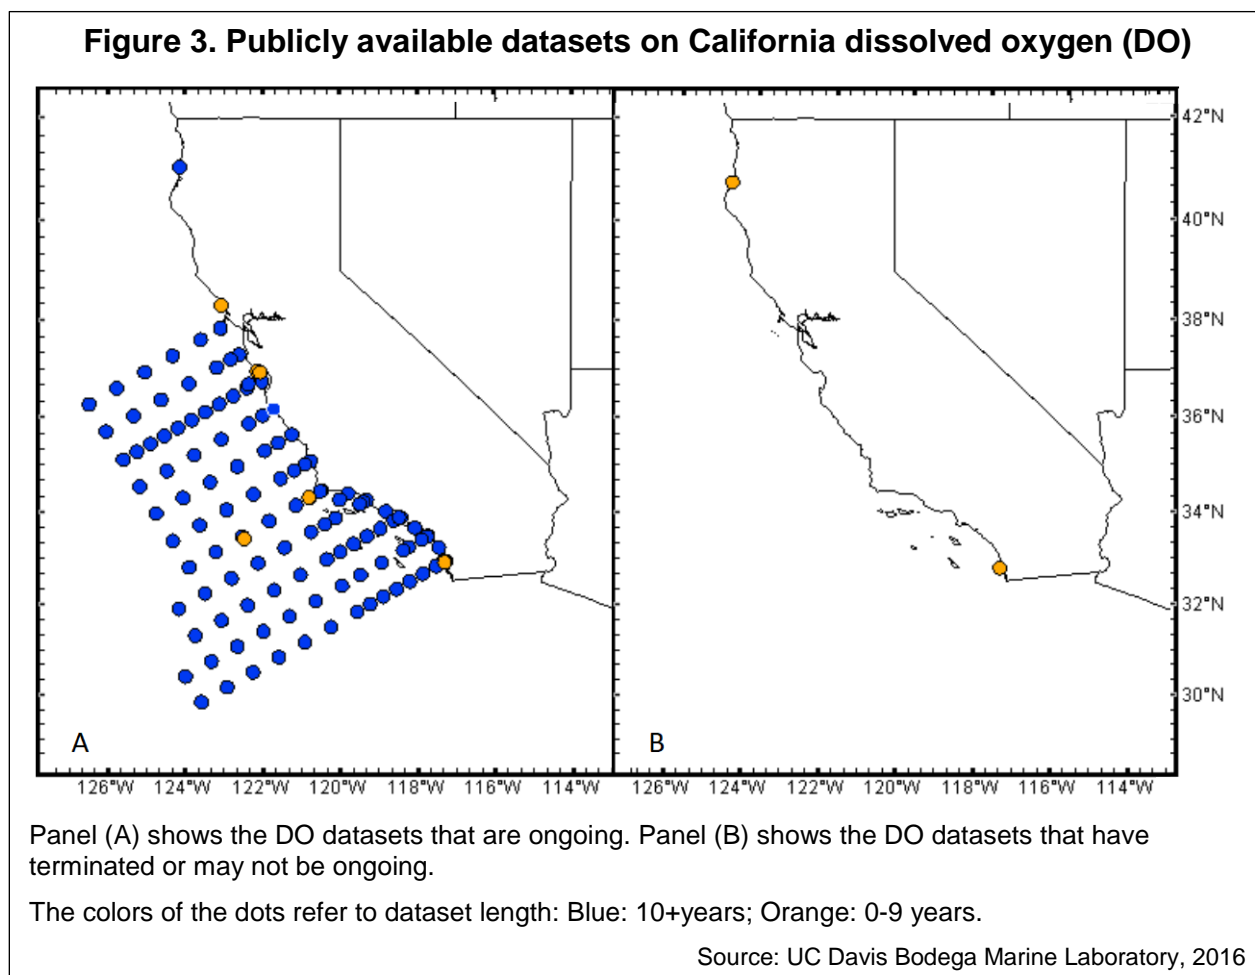 Figure 3. Publicly available datasets on California dissolved oxygen (DO)
42°N
40°N
38°N
36°N
34°N
32°N
30°N
A
B
126°W 124°W 122°W 120°W 118°W 116°W 114°W
126°W 124°W 122°W 120°W 118°W 116°W 114°W
Panel (A) shows the DO datasets that are ongoing. Panel (B) shows the DO datasets that have
terminated or may not be ongoing.
The colors of the dots refer to dataset length: Blue: 10+years; Orange: 0-9 years.
Source: UC Davis Bodega Marine Laboratory, 2016